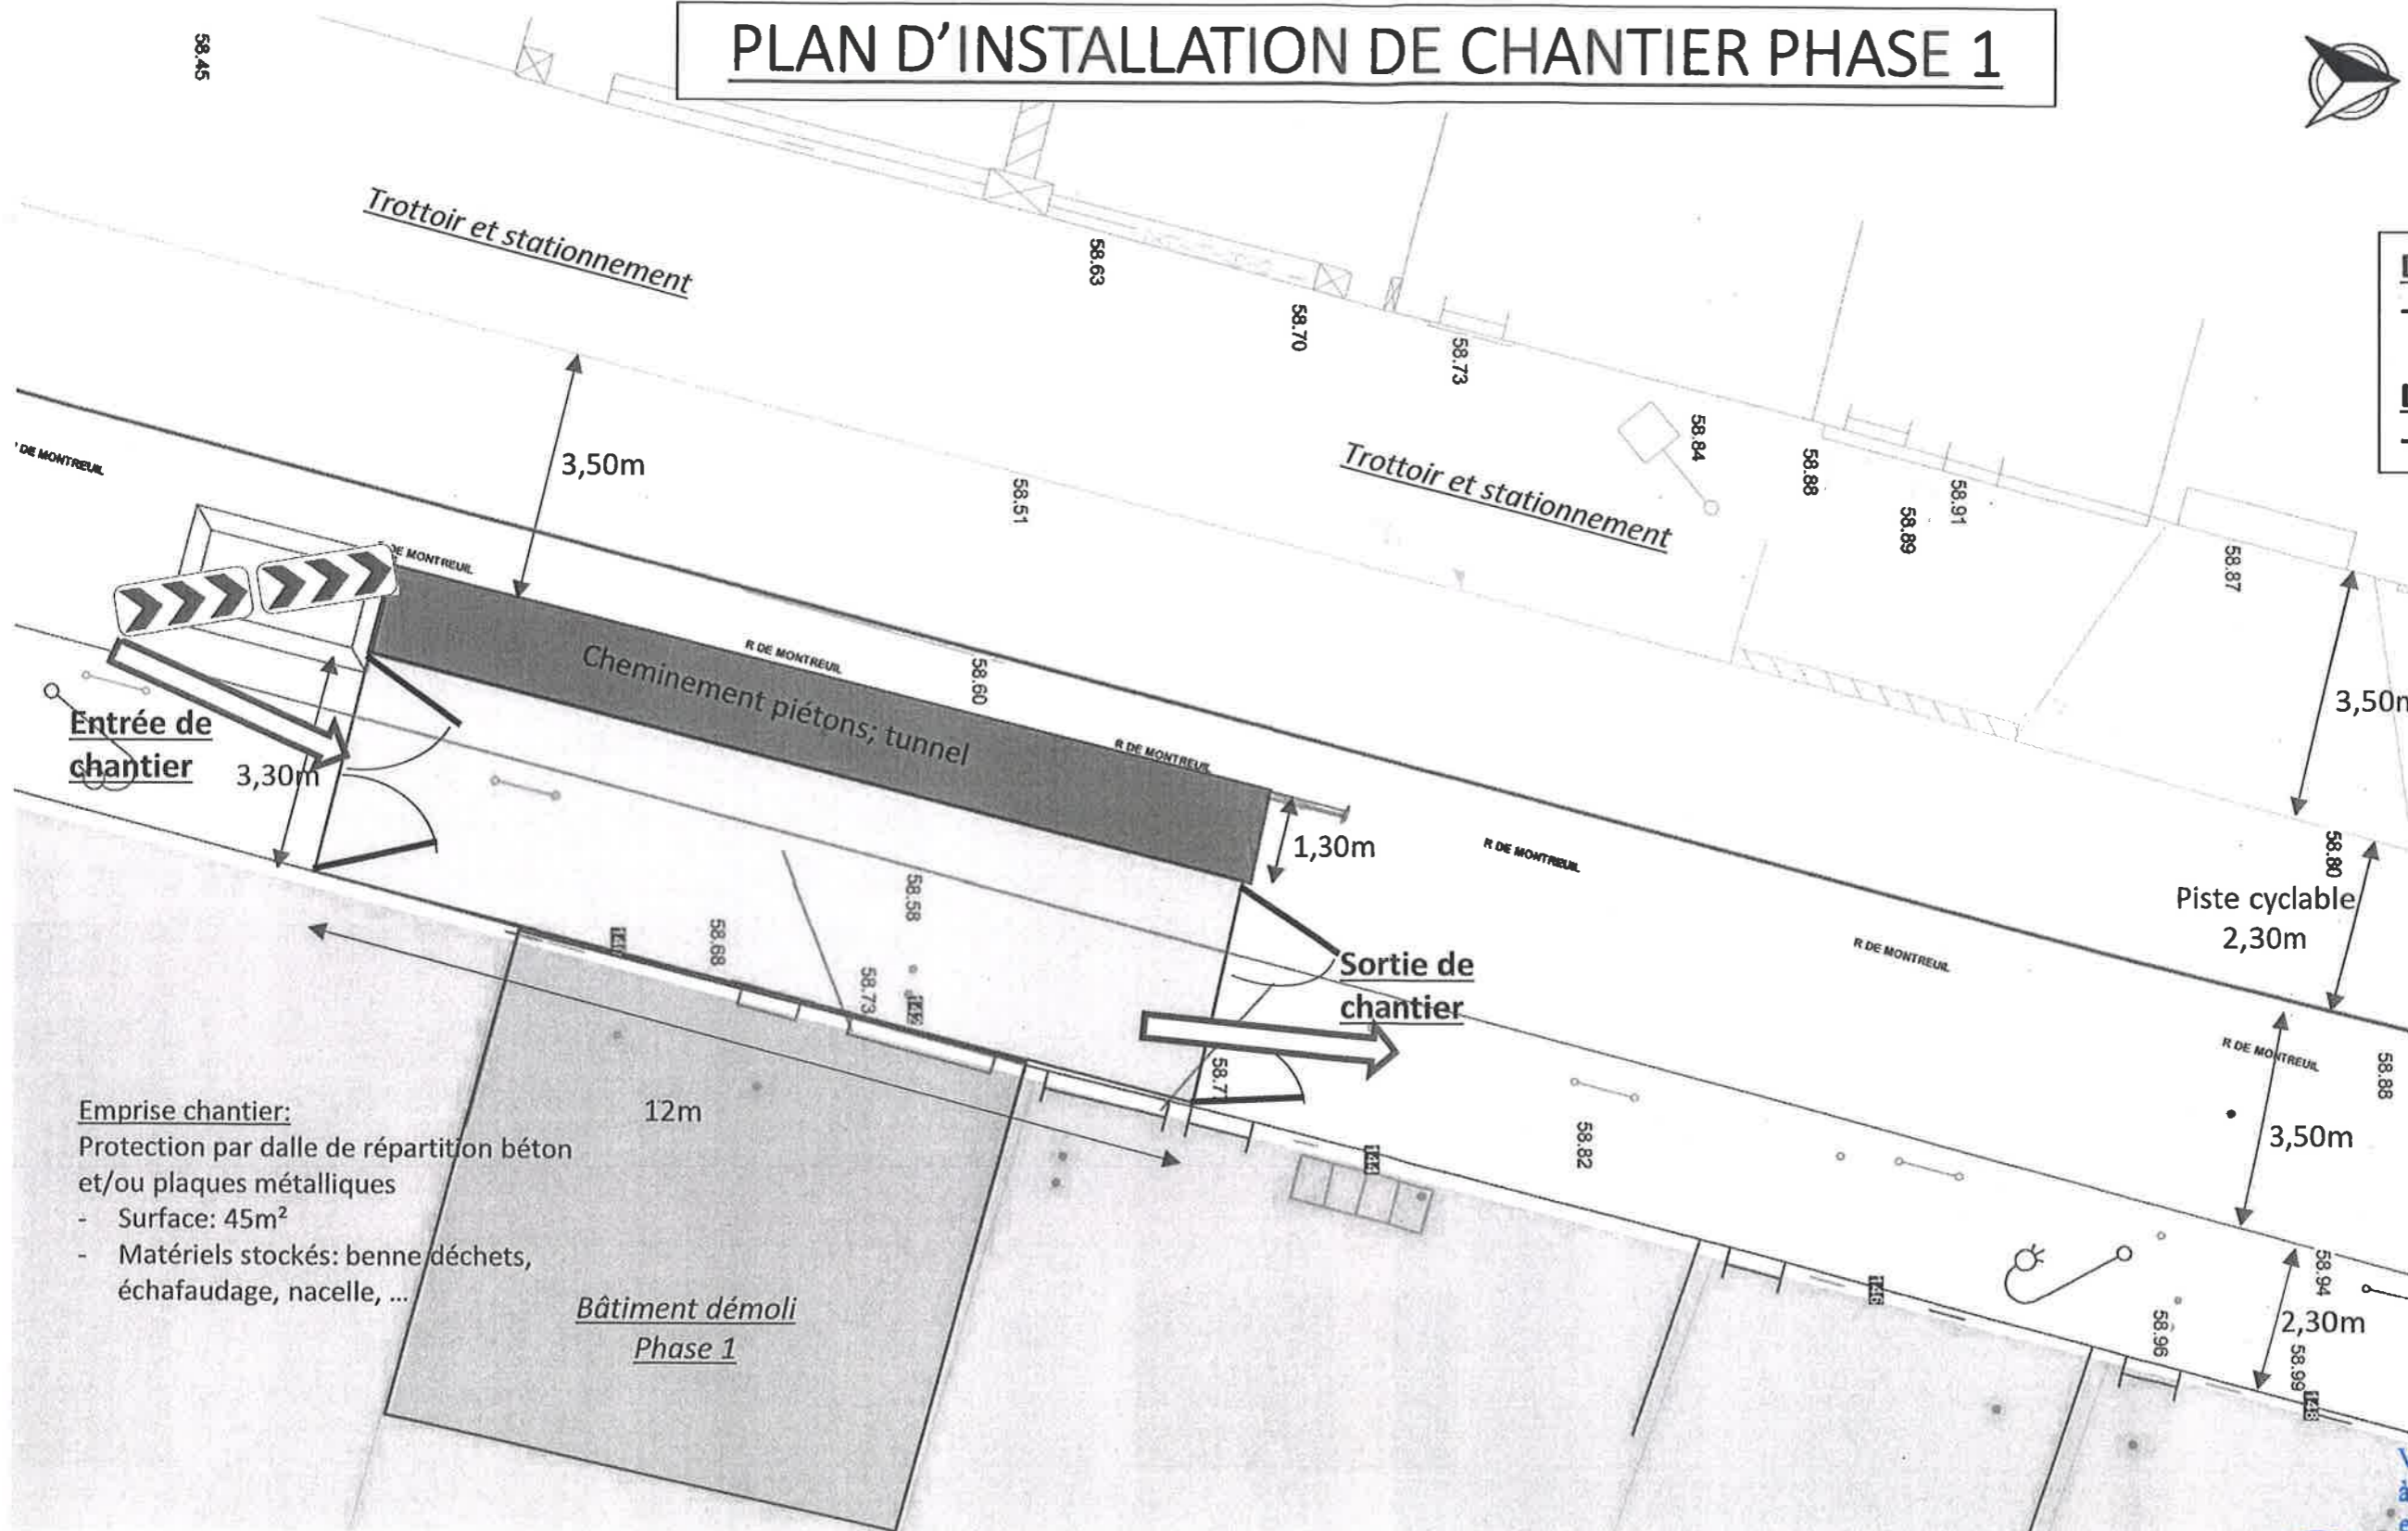 PLAN D'INSTALLATION DE CHANTIER PHASE 1
58.45
Trottoir et stationnement
58.63
58.70
58.73
58.84
58.88
58.89
58.91
58.87
Trottoir et stationnement
3,50m
58.51
DE MONTREUIL
DE MONTREUIL
R DE MONTREUIL
58.60
Cheminement piétons; tunnel
R DE MONTREUIL
3,50m
Entrée de
chantier
3,30m
1,30m
R DE MONTREUIL
58.80
Piste cyclable
2,30m
R DE MONTREUIL
58.58
58.68
58.73
Sortie de
chantier
58.77
R DE MONTREUIL
58.88
12m
144
58.82
3,50m
Emprise chantier:
Protection par dalle de répartition béton
et/ou plaques métalliques
- Surface: 45m²
- Matériels stockés: benne déchets,
échafaudage, nacelle, ...
Bâtiment démoli
Phase 1
146
58.94
2,30m
58.96
58.99
148